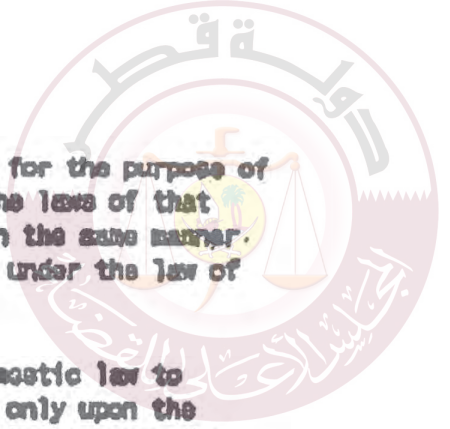 دولة قطر
for the purpose of
he laws of that
n the same manner.
under the law of
المجلس الأعلى للقضاء
mestic law to
only upon the